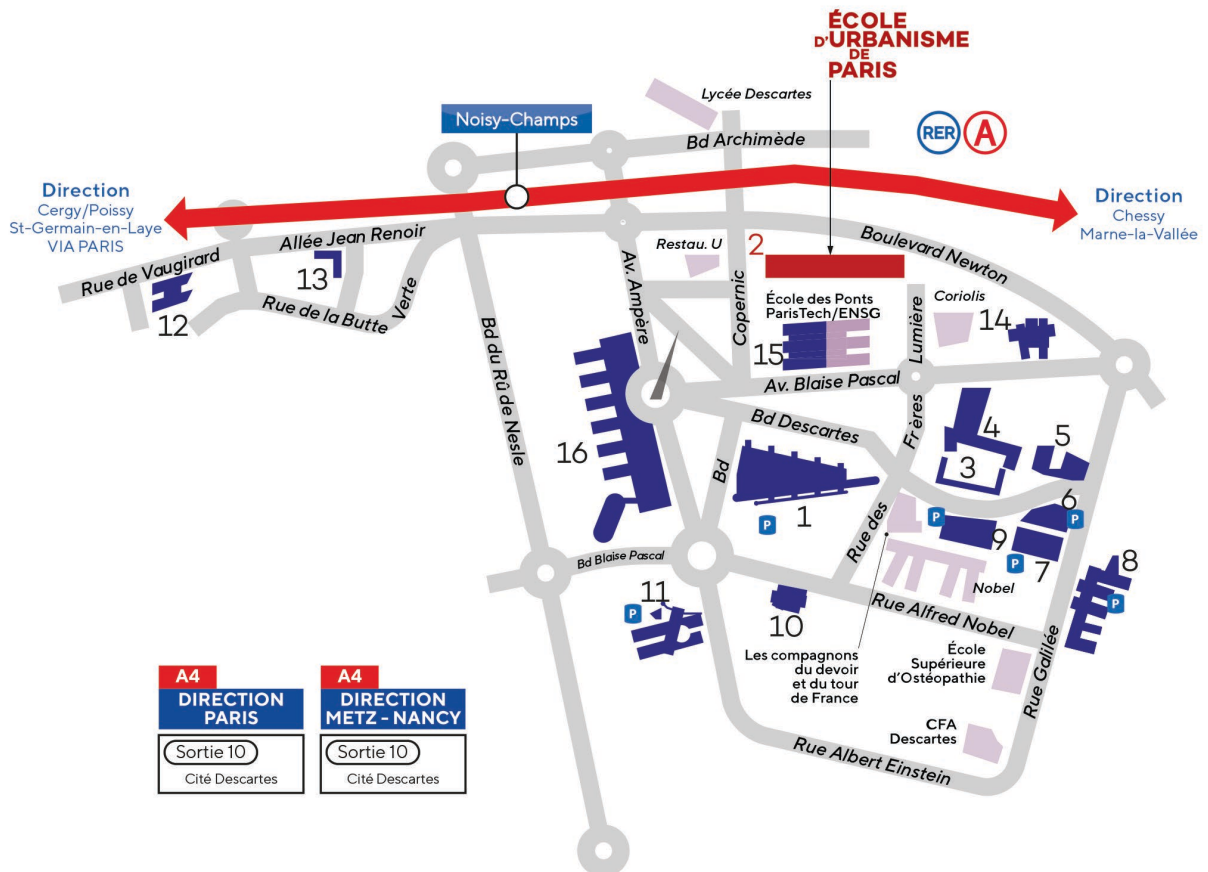 ÉCOLE
D'URBANISME
DE
PARIS
Lycée Descartes
Noisy-Champs
Bd Archimède
RER A
Direction
Cergy/Poissy
St-Germain-en-Laye
VIA PARIS
Direction
Chessy
Marne-la-Vallée
Rue de Vaugirard
Allée Jean Renoir
13
12
Rue de la Butte
Verte
Restau. U
2
Boulevard Newton
Av. Ampère
Copernic
École des Ponts
ParisTech/ENSG
15
Lumière
Coriolis
14
Bd du Rû de Nesle
Av. Blaise Pascal
16
Bd Descartes
Frères
4
5
3
Bd
1
P
Rue des
P
9
6
P
7
P
8
P
Bd Blaise Pascal
11
P
10
Nobel
Rue Alfred Nobel
Les compagnons
du devoir
et du tour
de France
École
Supérieure
d'Ostéopathie
Rue Galilée
CFA
Descartes
Rue Albert Einstein
A4
DIRECTION
PARIS
Sortie 10
Cité Descartes
A4
DIRECTION
METZ - NANCY
Sortie 10
Cité Descartes